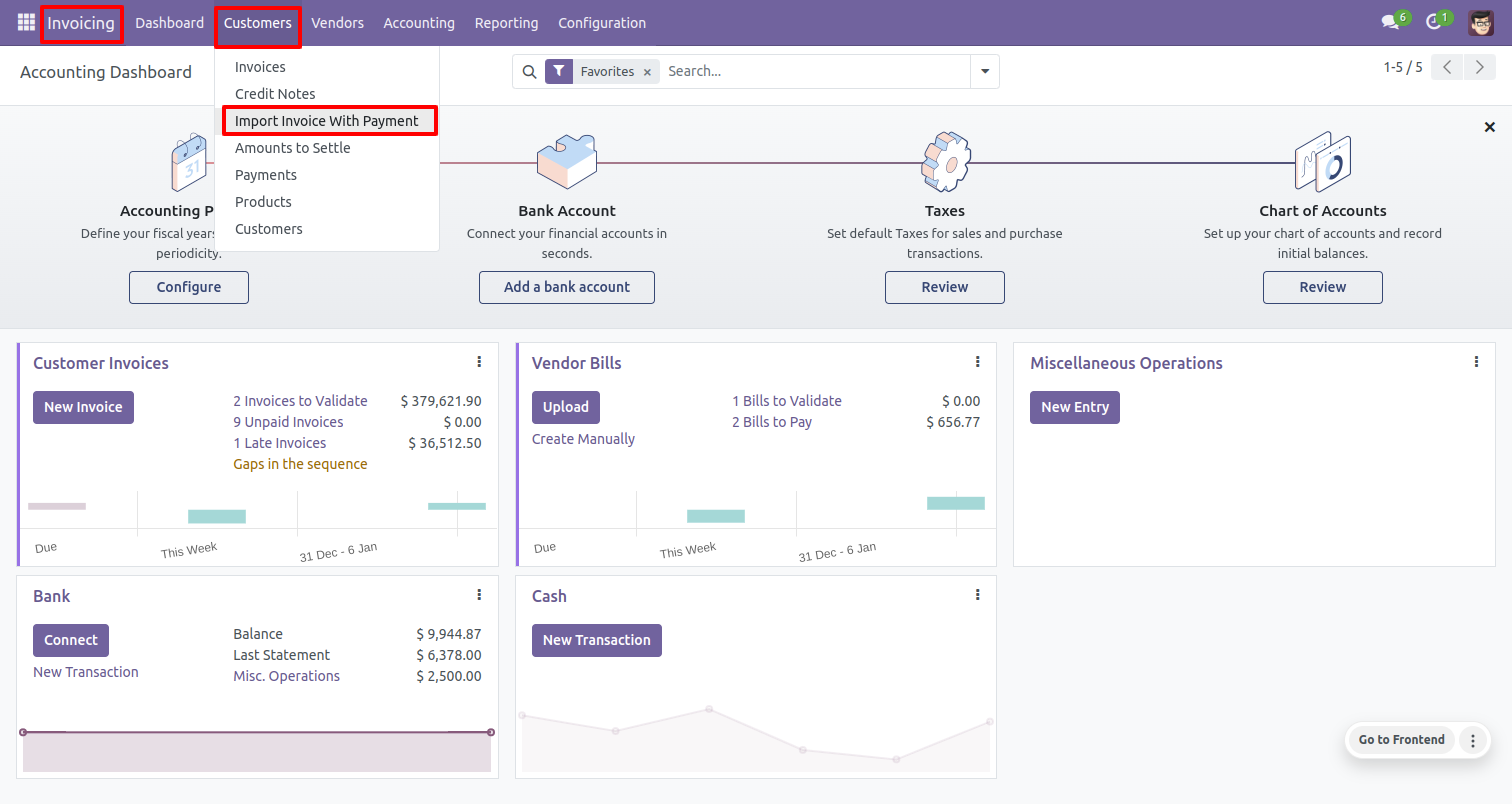 Invoicing Dashboard Customers Vendors Accounting Reporting Configuration 6 1
Accounting Dashboard Favorites × Search... 1-5 / 5
Invoices
Credit Notes
Import Invoice With Payment
Amounts to Settle
Payments
Products
Customers
31
Accounting P
Define your fiscal years
periodicity.
Configure
Bank Account
Connect your financial accounts in
seconds.
Add a bank account
Taxes
Set default Taxes for sales and purchase
transactions.
Review
Chart of Accounts
Set up your chart of accounts and record
initial balances.
Review
Customer Invoices
New Invoice
2 Invoices to Validate $ 379,621.90
9 Unpaid Invoices $ 0.00
1 Late Invoices $ 36,512.50
Gaps in the sequence
Due This Week 31 Dec - 6 Jan
Vendor Bills
Upload
Create Manually
1 Bills to Validate $ 0.00
2 Bills to Pay $ 656.77
Due This Week 31 Dec - 6 Jan
Miscellaneous Operations
New Entry
Bank
Connect
New Transaction
Balance $ 9,944.87
Last Statement $ 6,378.00
Misc. Operations $ 2,500.00
Cash
New Transaction
Go to Frontend